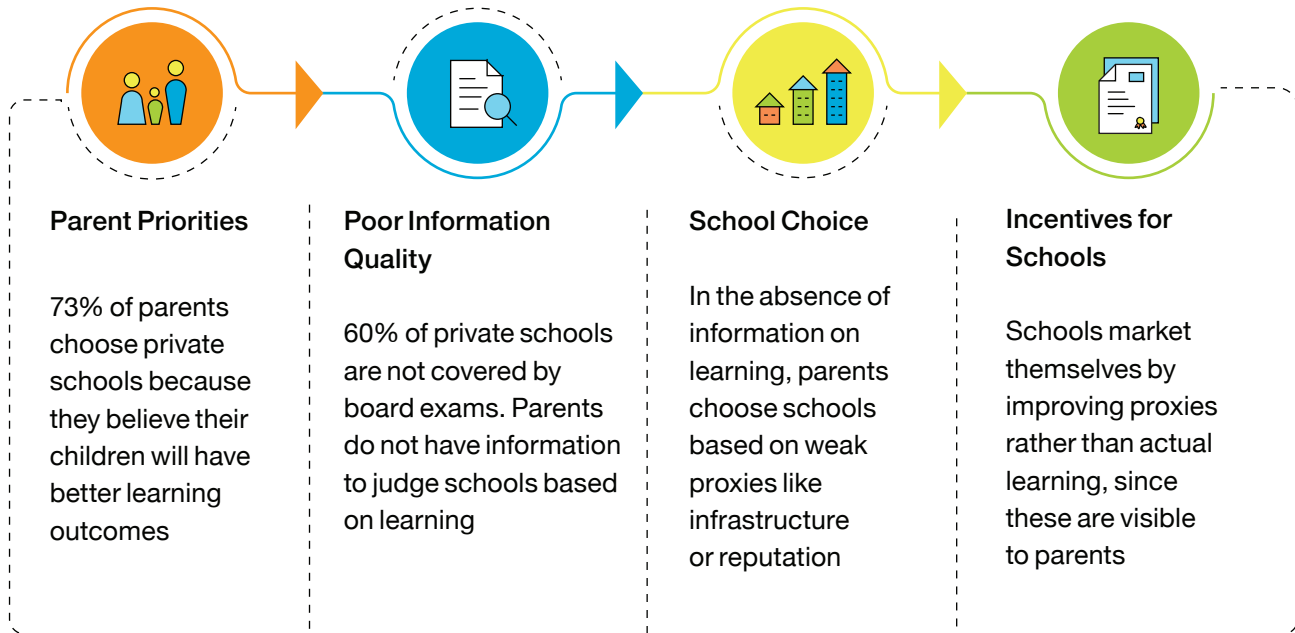 Parent Priorities
73% of parents
choose private
schools because
they believe their
children will have
better learning
outcomes
Poor Information
Quality
60% of private schools
are not covered by
board exams. Parents
do not have information
to judge schools based
on learning
School Choice
In the absence of
information on
learning, parents
choose schools
based on weak
proxies like
infrastructure
or reputation
Incentives for
Schools
Schools market
themselves by
improving proxies
rather than actual
learning, since
these are visible
to parents